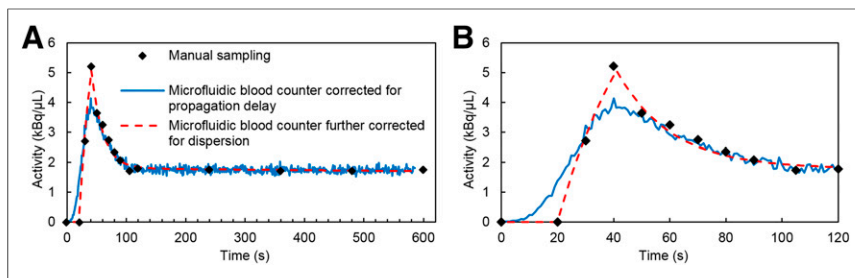 A
B
Activity (kBq/µL)
6
5
4
3
2
1
0
Manual sampling
Microfluidic blood counter corrected for
propagation delay
Microfluidic blood counter further corrected
for dispersion
0 100 200 300 400 500 600
Time (s)
Activity (kBq/µL)
6
5
4
3
2
1
0
0 20 40 60 80 100 120
Time (s)